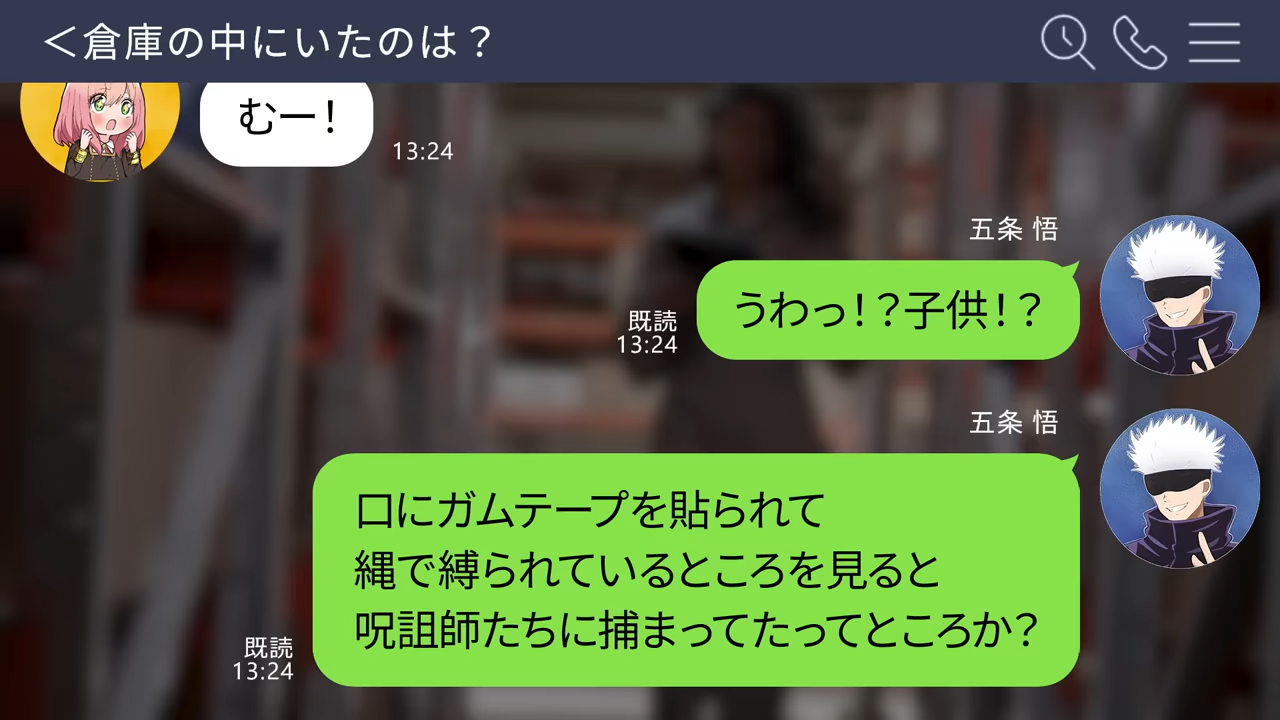 ＜倉庫の中にいたのは？
むー！
13:24
五条 悟
うわっ！？子供！？
既読
13:24
五条 悟
口にガムテープを貼られて
縄で縛られているところを見ると
呪詛師たちに捕まってたってところか？
既読
13:24